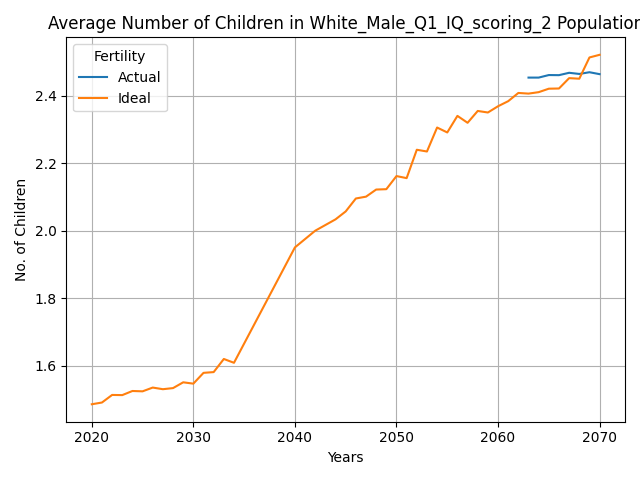 Average Number of Children in White_Male_Q1_IQ_scoring_2 Population
Fertility
Actual
Ideal
No. of Children
2.4
2.2
2.0
1.8
1.6
2020
2030
2040
2050
2060
2070
Years